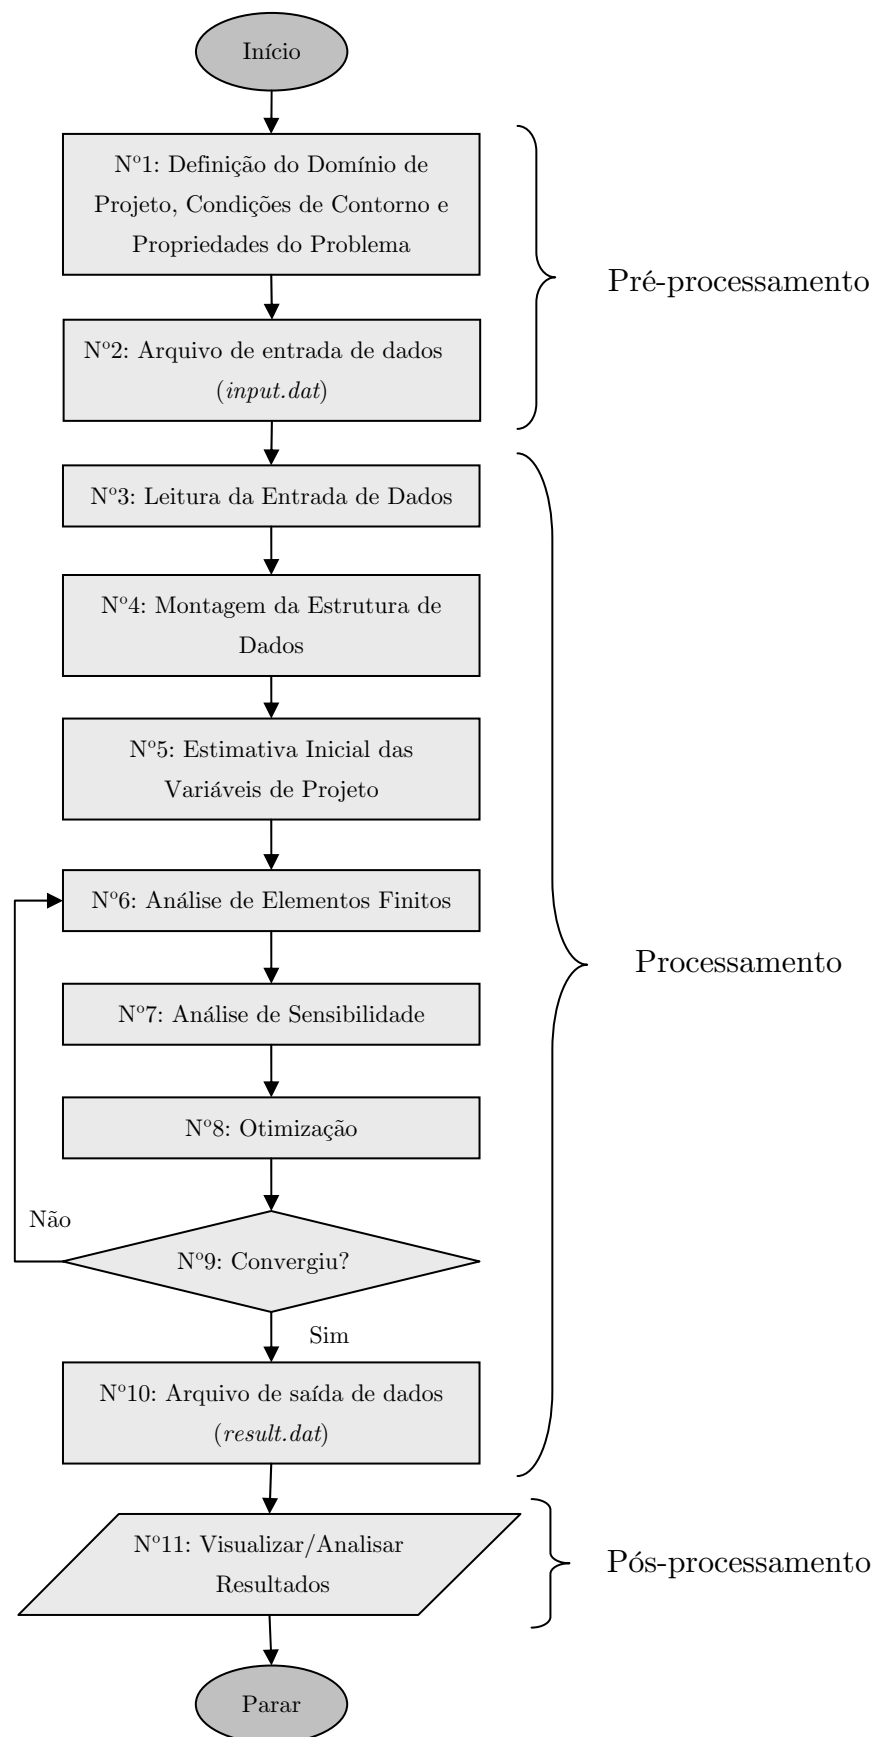 Início
Nº1: Definição do Domínio de
Projeto, Condições de Contorno e
Propriedades do Problema
Pré-processamento
Nº2: Arquivo de entrada de dados
(input.dat)
Nº3: Leitura da Entrada de Dados
Nº4: Montagem da Estrutura de
Dados
Nº5: Estimativa Inicial das
Variáveis de Projeto
Nº6: Análise de Elementos Finitos
Processamento
Nº7: Análise de Sensibilidade
Nº8: Otimização
Não
Nº9: Convergiu?
Sim
Nº10: Arquivo de saída de dados
(result.dat)
Nº11: Visualizar/Analisar
Resultados
Pós-processamento
Parar